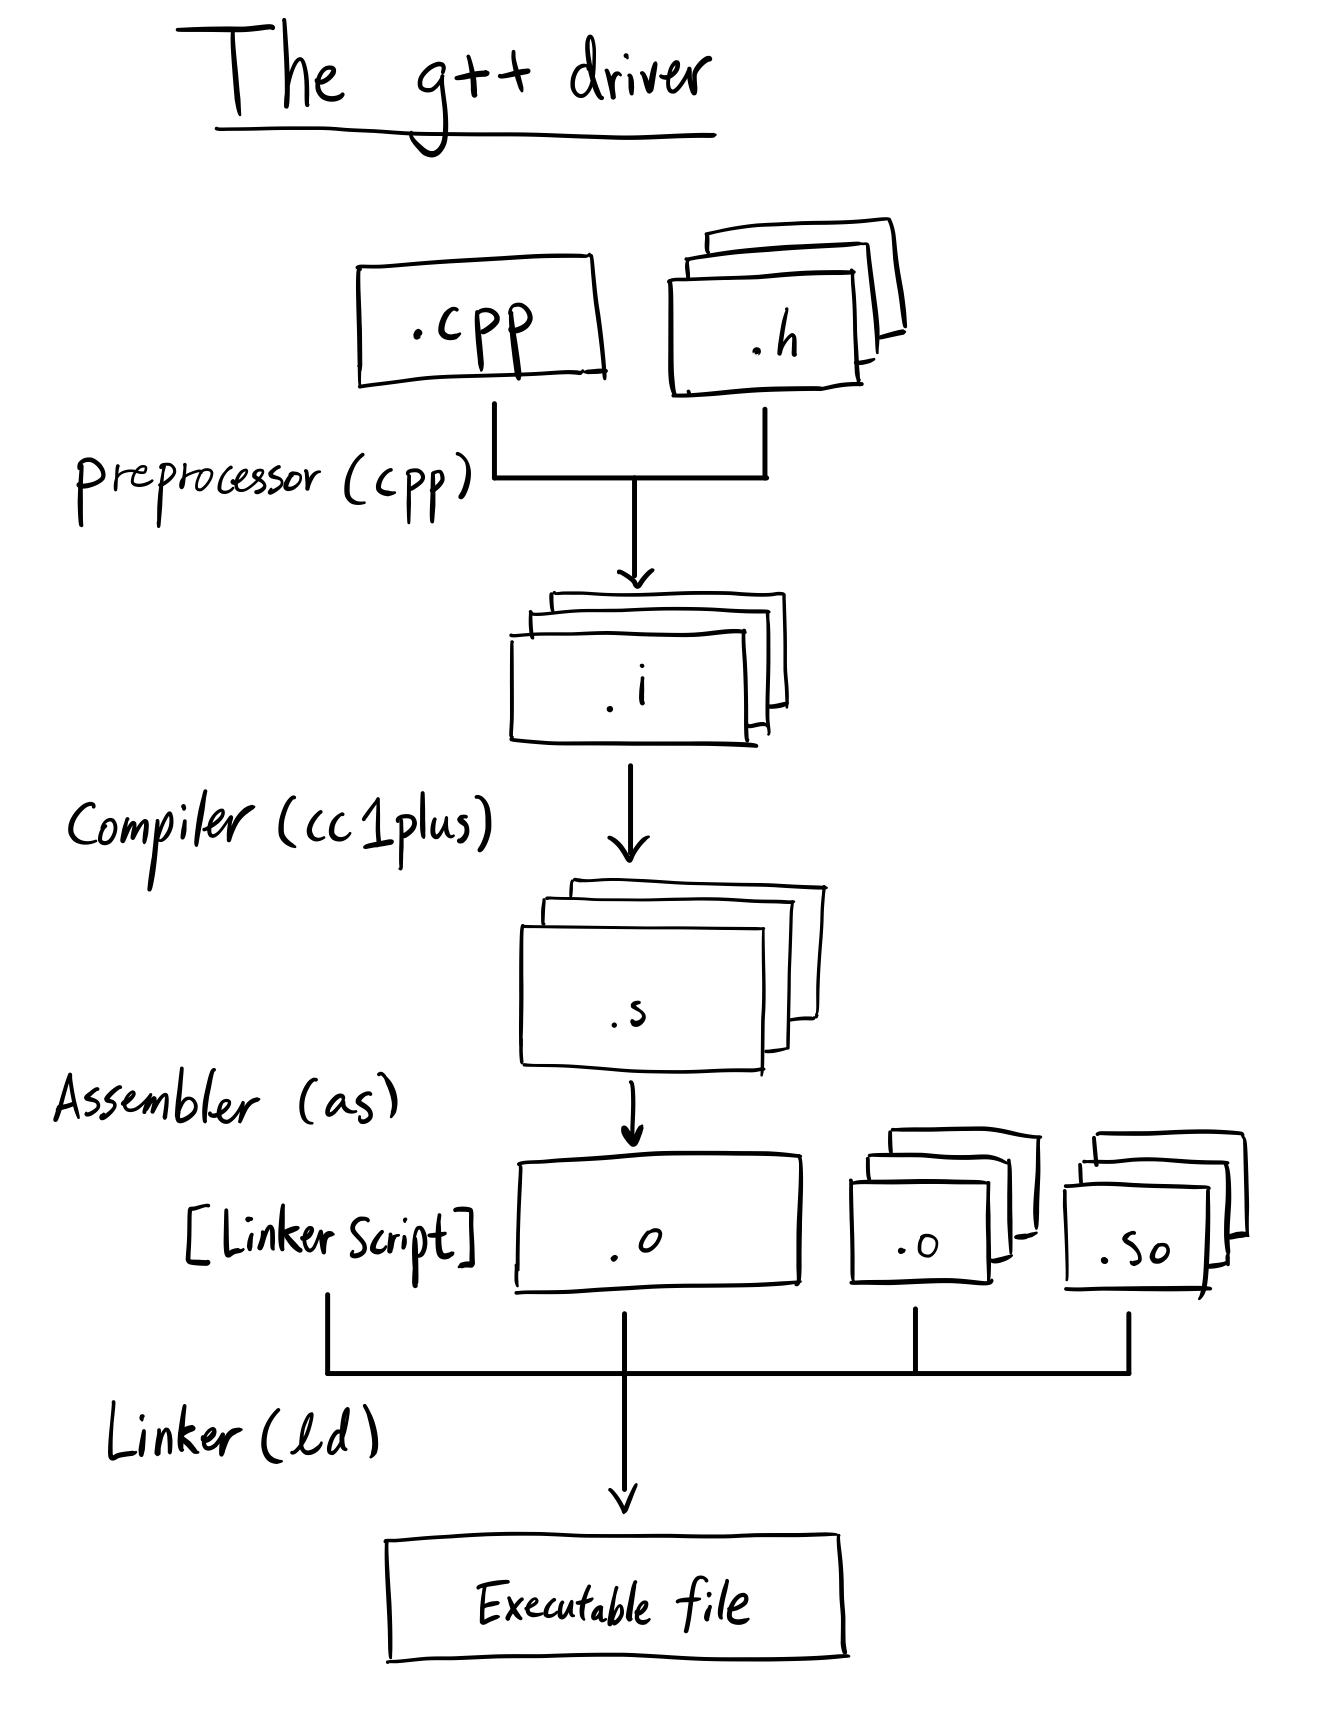 The g++ driver
.cpp
.h
Preprocessor (cpp)
.i
Compiler (cc1plus)
.s
Assembler (as)
[Linker Script]
.o
.o
.so
Linker (ld)
Executable file